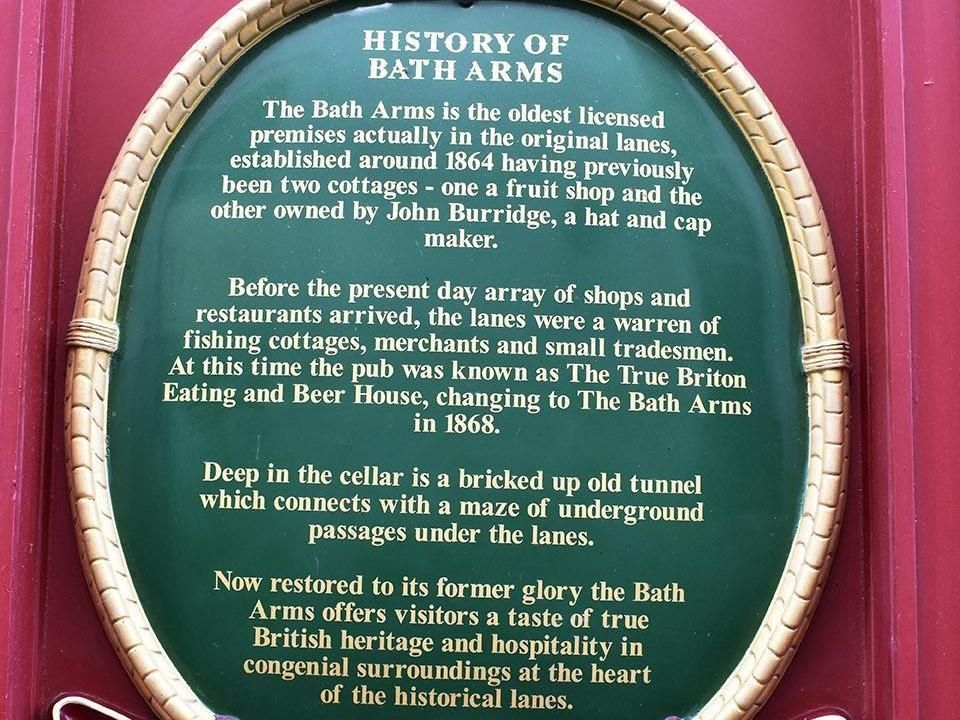 HISTORY OF
BATH ARMS
The Bath Arms is the oldest licensed
premises actually in the original lanes,
established around 1864 having previously
been two cottages - one a fruit shop and the
other owned by John Burridge, a hat and cap
maker.
Before the present day array of shops and
restaurants arrived, the lanes were a warren of
fishing cottages, merchants and small tradesmen.
At this time the pub was known as The True Briton
Eating and Beer House, changing to The Bath Arms
in 1868.
Deep in the cellar is a bricked up old tunnel
which connects with a maze of underground
passages under the lanes.
Now restored to its former glory the Bath
Arms offers visitors a taste of true
British heritage and hospitality in
congenial surroundings at the heart
of the historical lanes.